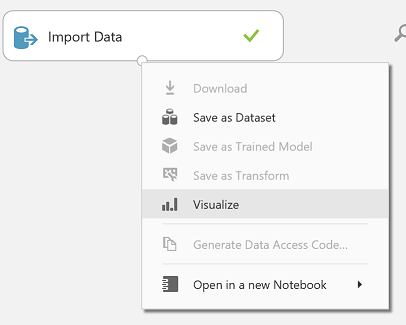 Import Data
Download
Save as Dataset
Save as Trained Model
Save as Transform
Visualize
Generate Data Access Code...
Open in a new Notebook